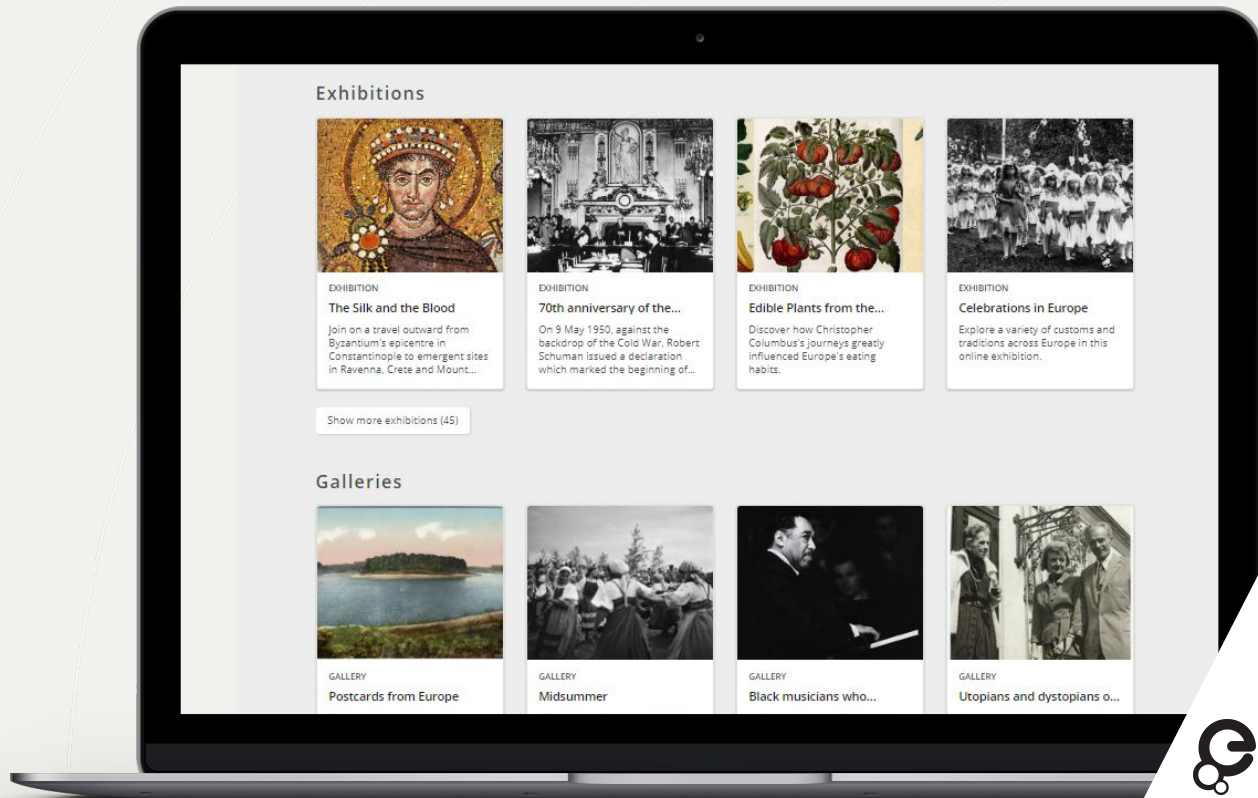 Exhibitions
EXHIBITION
The Silk and the Blood
Join on a travel outward from
Byzantium's epicentre in
Constantinople to emergent sites
in Ravenna, Crete and Mount...
EXHIBITION
70th anniversary of the...
On 9 May 1950, against the
backdrop of the Cold War, Robert
Schuman issued a declaration
which marked the beginning of...
EXHIBITION
Edible Plants from the...
Discover how Christopher
Columbus's journeys greatly
influenced Europe's eating
habits.
EXHIBITION
Celebrations in Europe
Explore a variety of customs and
traditions across Europe in this
online exhibition.
Show more exhibitions (45)
Galleries
GALLERY
Postcards from Europe
GALLERY
Midsummer
GALLERY
Black musicians who...
GALLERY
Utopians and dystopians o...